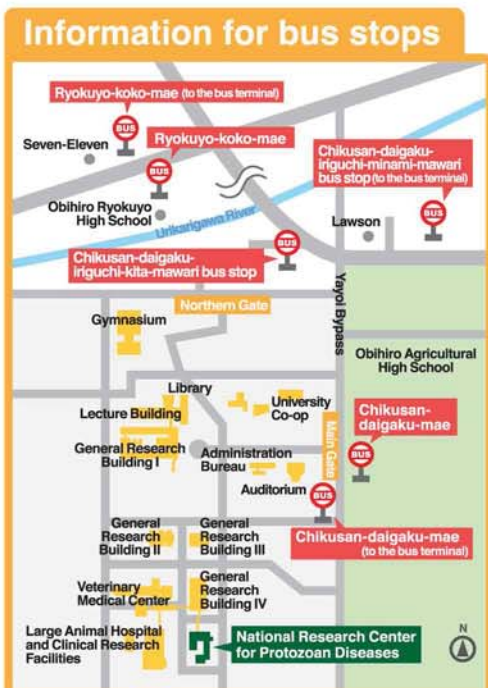 Information for bus stops
Ryokuyo-koko-mae (to the bus terminal)
BUS
Seven-Eleven
Ryokuyo-koko-mae
BUS
Chikusan-daigaku-
iriguchi-minami-mawari
bus stop (to the bus terminal)
BUS
Obihiro Ryokuyo
High School
Urikarigawa River
Lawson
Chikusan-daigaku-
iriguchi-kita-mawari bus stop
BUS
Northern Gate
Yayoi Bypass
Gymnasium
Obihiro Agricultural
High School
Library
Lecture Building
University
Co-op
General Research
Building I
Main Gate
Chikusan-
daigaku-mae
BUS
Administration
Bureau
Auditorium
BUS
Chikusan-daigaku-mae
(to the bus terminal)
General
Research
Building II
General
Research
Building III
Veterinary
Medical Center
General
Research
Building IV
Large Animal Hospital
and Clinical Research
Facilities
National Research Center
for Protozoan Diseases
N